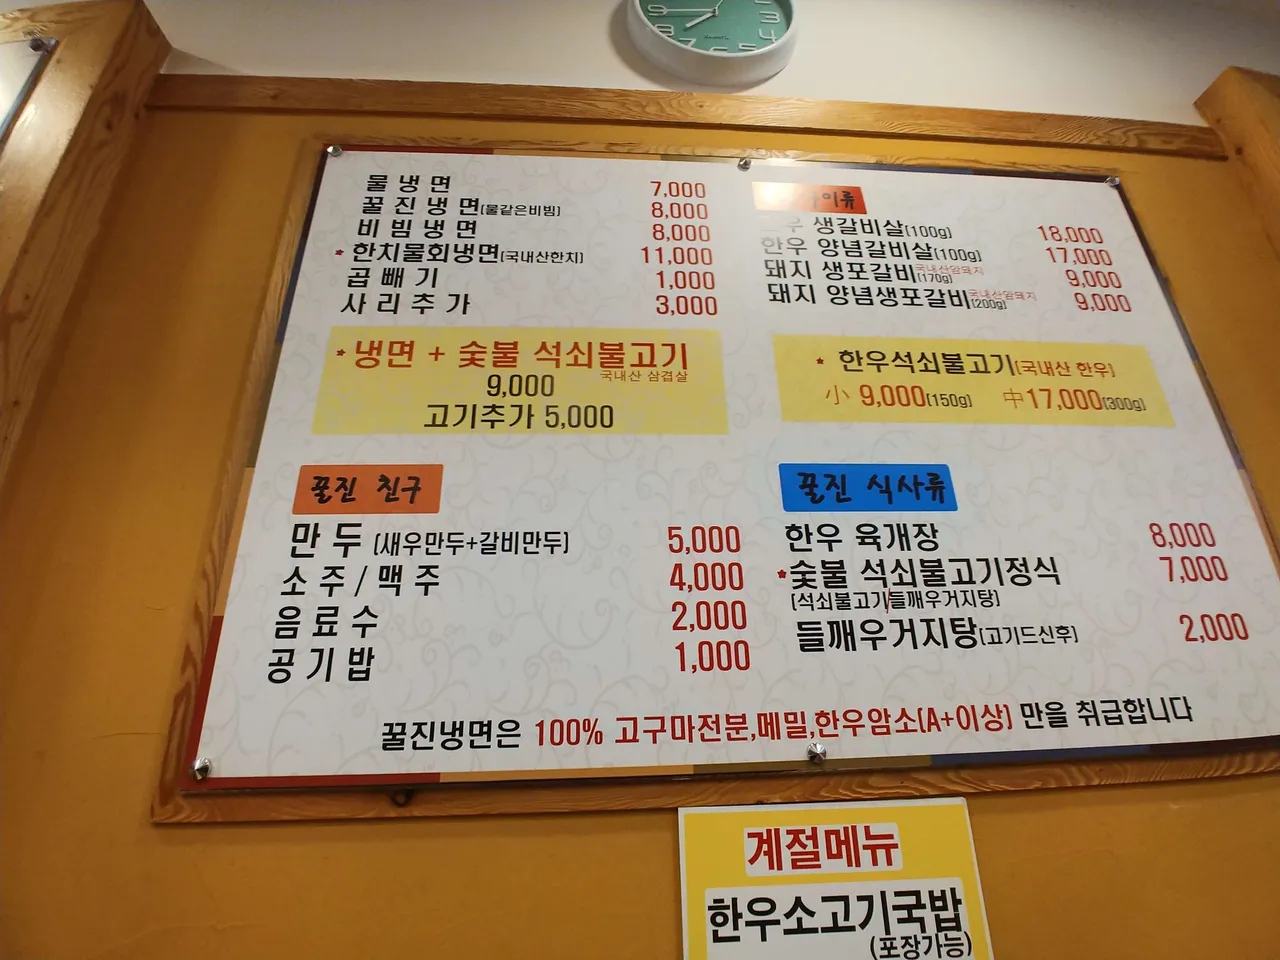 물냉면 7,000
꿀진냉면(물같은비빔) 8,000
비빔냉면 8,000
*한치물회냉면(국내산한치) 11,000
곱빼기 1,000
사리추가 3,000
*냉면 + 숯불 석쇠불고기
국내산 삼겹살
9,000
고기추가 5,000
꿀진 친구
만두 (새우만두+갈비만두) 5,000
소주/맥주 4,000
음료수 2,000
공기밥 1,000
이류
우 생갈비살(100g) 18,000
한우 양념갈비살(100g) 17,000
돼지 생포갈비 국내산암돼지 (170g) 9,000
돼지 양념생포갈비 국내산암돼지 (200g) 9,000
*한우석쇠불고기(국내산 한우)
小 9,000(150g) 中17,000(300g)
꿀진 식사류
한우 육개장 8,000
*숯불 석쇠불고기정식 7,000
(석쇠불고기/들깨우거지탕)
들깨우거지탕(고기드신후) 2,000
꿀진냉면은 100% 고구마전분,메밀,한우암소(A+이상) 만을 취급합니다
계절메뉴
한우소고기국밥
(포장가능)